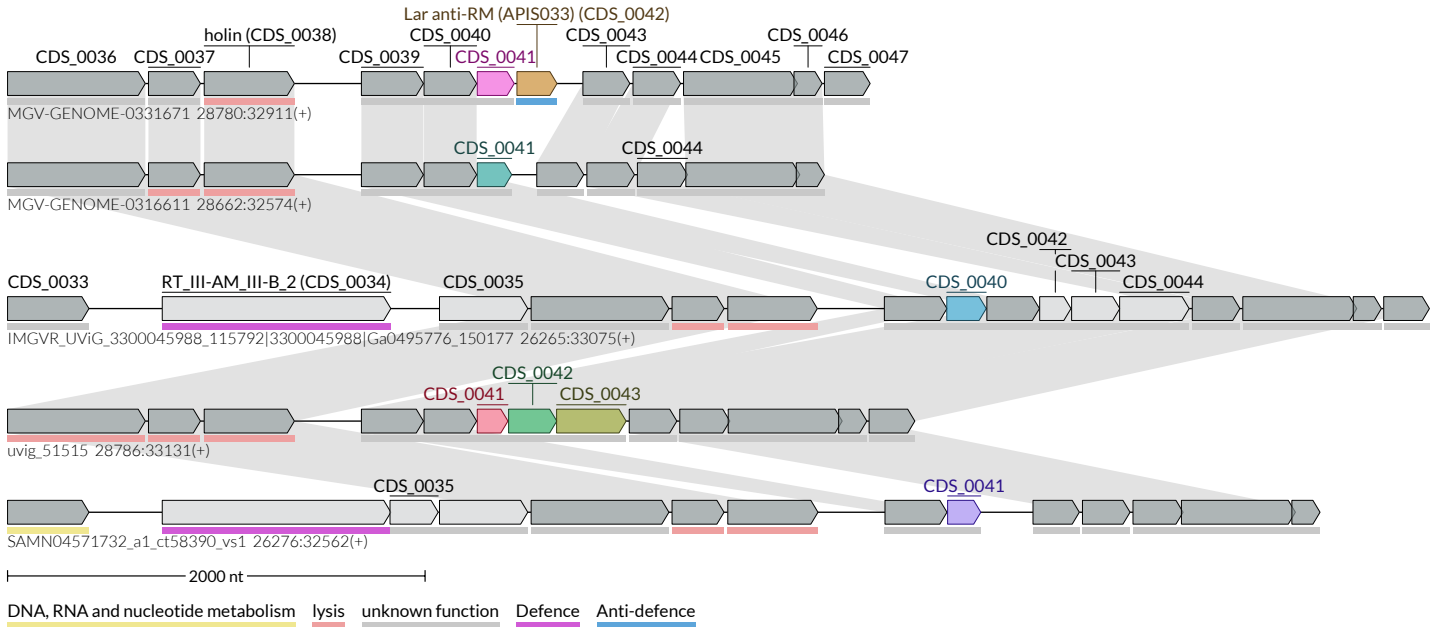 Lar anti-RM (APIS033) (CDS_0042)
holin (CDS_0038) CDS_0040 CDS_0043 CDS_0046
CDS_0036 CDS_0037 CDS_0039 CDS_0041 CDS_0044 CDS_0045 CDS_0047
MGV-GENOME-0331671 28780:32911(+)
CDS_0041 CDS_0044
MGV-GENOME-0316611 28662:32574(+)
CDS_0042
CDS_0043
CDS_0033 RT_III-AM_III-B_2 (CDS_0034) CDS_0035 CDS_0040 CDS_0044
IMGVR_UViG_3300045988_115792|3300045988|Ga0495776_150177 26265:33075(+)
CDS_0042
CDS_0041 CDS_0043
uvig_51515 28786:33131(+)
CDS_0035 CDS_0041
SAMN04571732_a1_ct58390_vs1 26276:32562(+)
2000 nt
DNA, RNA and nucleotide metabolism lysis unknown function Defence Anti-defence